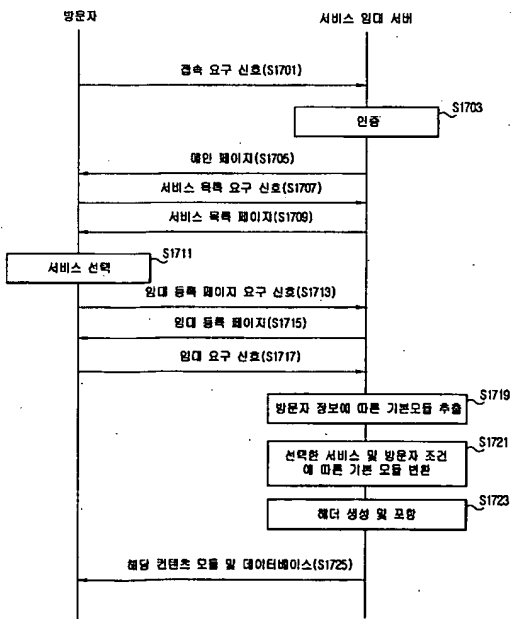 방문자
서비스 임대 서버
접속 요구 신호(S1701)
S1703
인증
메인 페이지(S1705)
서비스 목록 요구 신호(S1707)
서비스 목록 페이지(S1709)
S1711
서비스 선택
임대 등록 페이지 요구 신호(S1713)
임대 등록 페이지(S1715)
임대 요구 신호(S1717)
S1719
방문자 정보에 따른 기본모듈 추출
S1721
선택한 서비스 및 방문자 조건
에 따른 기본 모듈 변환
S1723
헤더 생성 및 포함
해당 컨텐츠 모듈 및 데이터베이스(S1725)